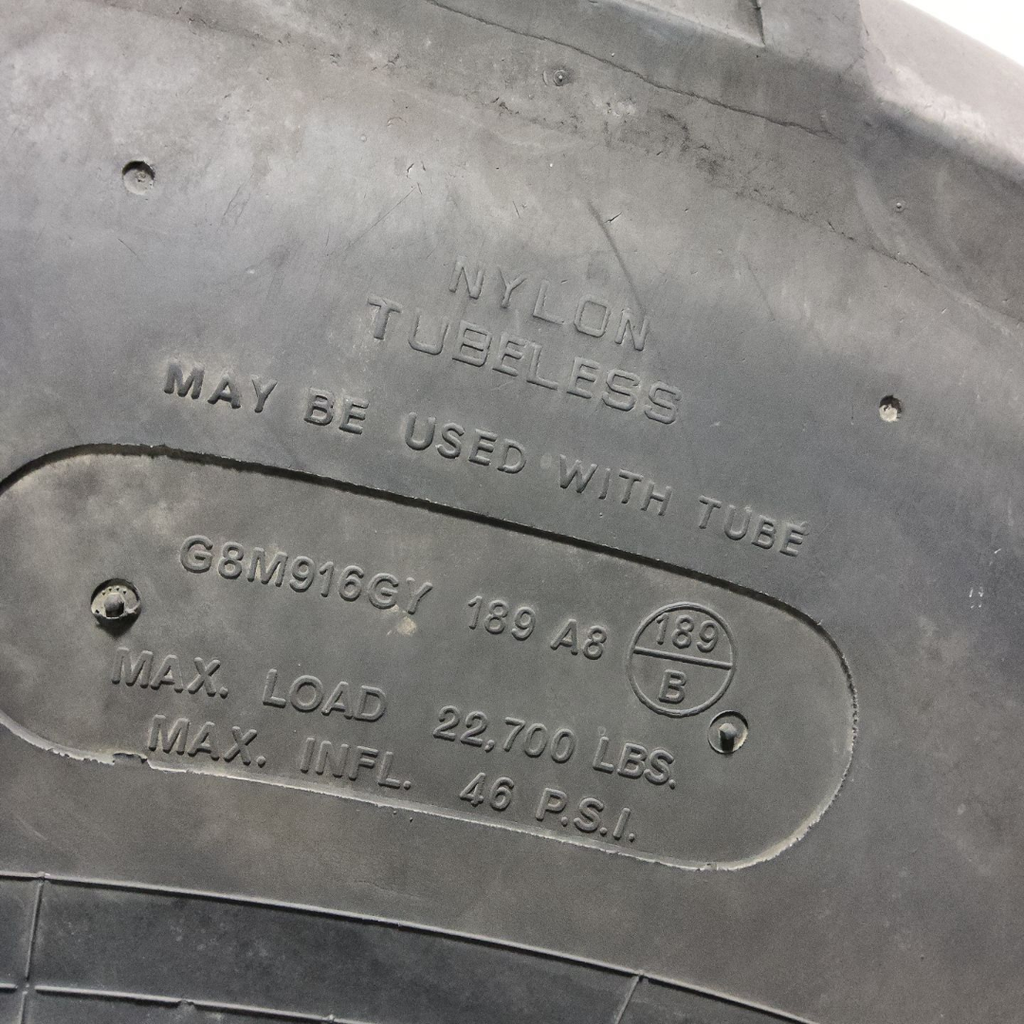 NYLON
TUBELESS
MAY BE USED WITH TUBE
G8M916GY 189 A8 189
B
MAX. LOAD 22,700 LBS.
MAX. INFL. 46 P.S.I.